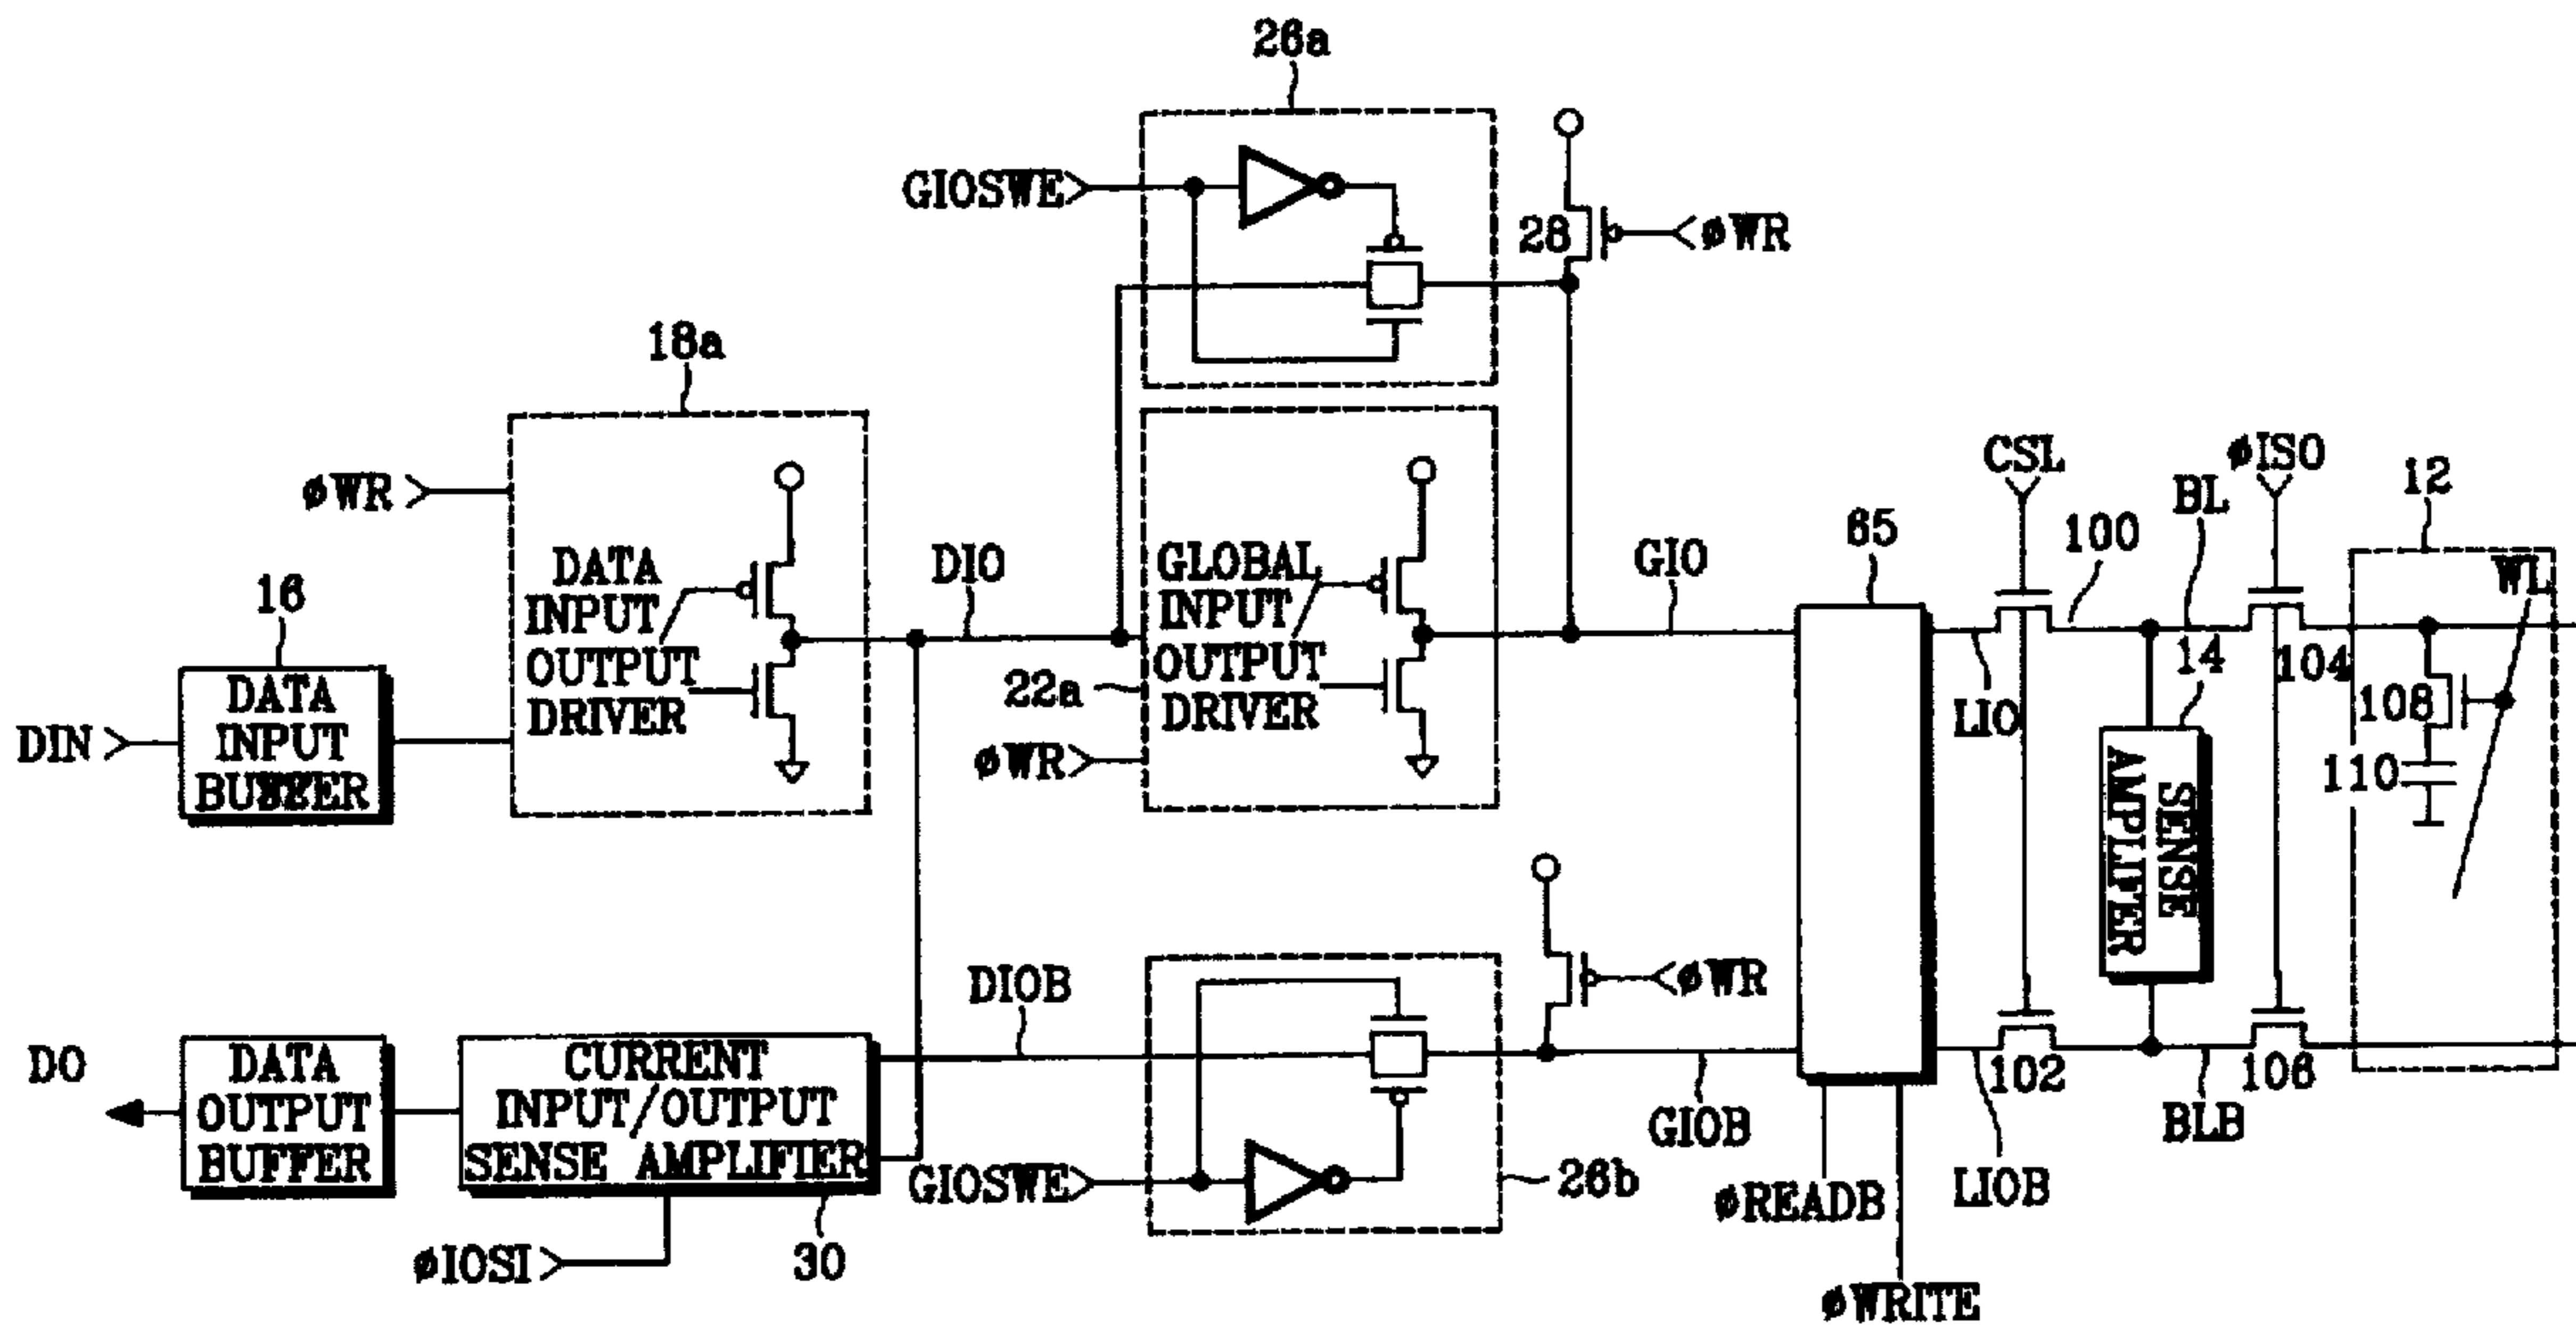 26a
GIOSWE
28
øWR
18a
øWR
DATA
INPUT
OUTPUT
DRIVER
DIO
GLOBAL
INPUT
OUTPUT
DRIVER
22a
øWR
GIO
65
CSL
100
BL
øISO
12
WL
16
DATA
INPUT
DIN
LIO
14
104
108
110
SENSE
AMPLIFER
DIOB
øWR
DO
DATA
OUTPUT
BUFFER
CURRENT
INPUT/OUTPUT
SENSE AMPLIFIER
GIOSWE
26b
GIOB
102
106
BLB
LIOB
øREADB
øIOSI
30
øWRITE